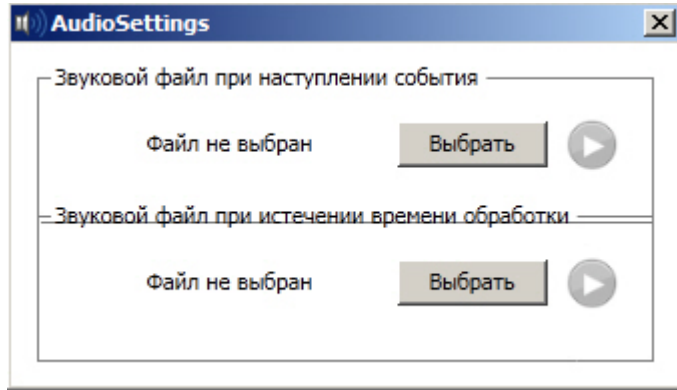 AudioSettings
Звуковой файл при наступлении события
Файл не выбран Выбрать
Звуковой файл при истечении времени обработки
Файл не выбран Выбрать